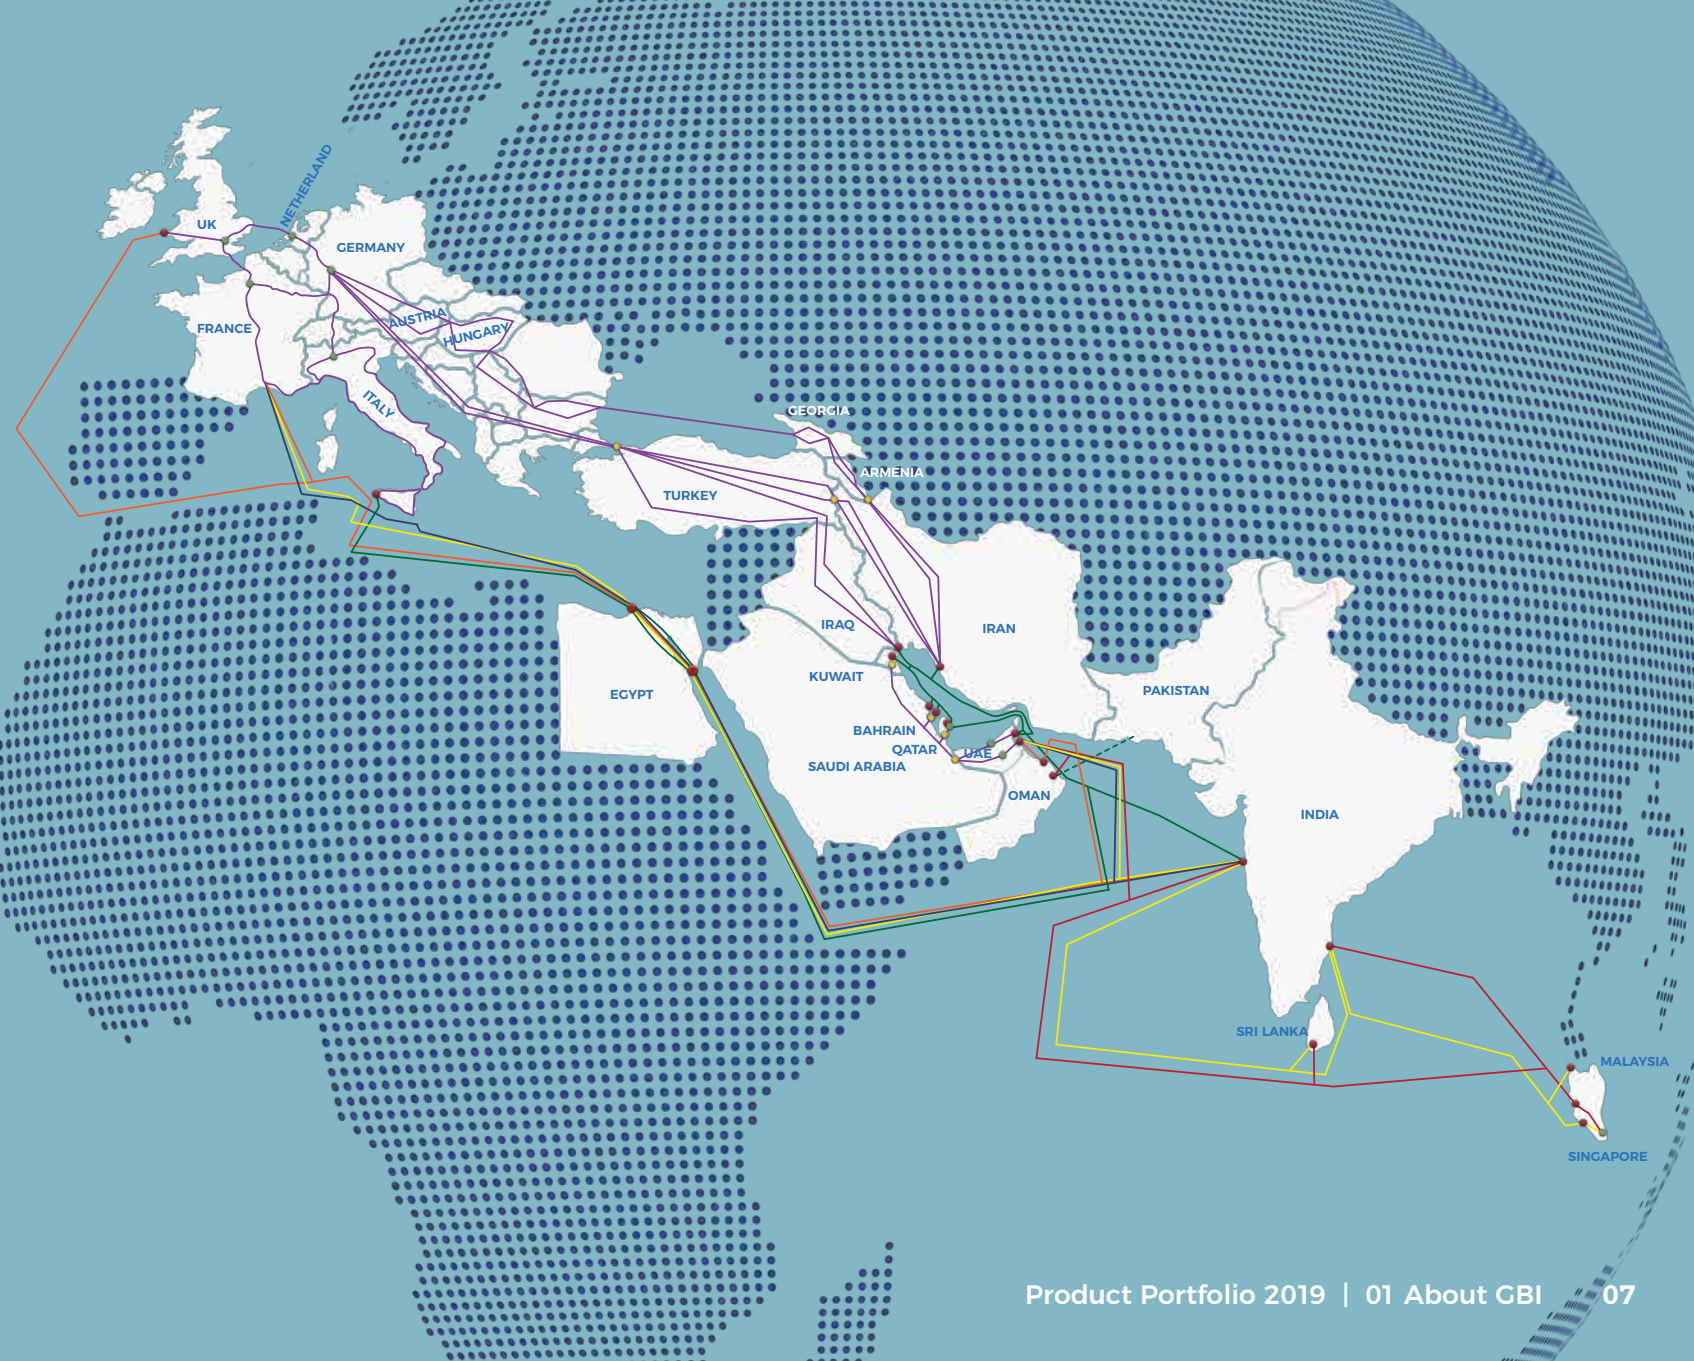 NETHERLAND
UK
GERMANY
AUSTRIA
FRANCE
HUNGARY
ITALY
GEORGIA
ARMENIA
TURKEY
IRAQ
IRAN
KUWAIT
EGYPT
PAKISTAN
BAHRAIN
QATAR
UAE
SAUDI ARABIA
OMAN
INDIA
SRI LANKA
MALAYSIA
SINGAPORE
Product Portfolio 2019 | 01 About GBI 07